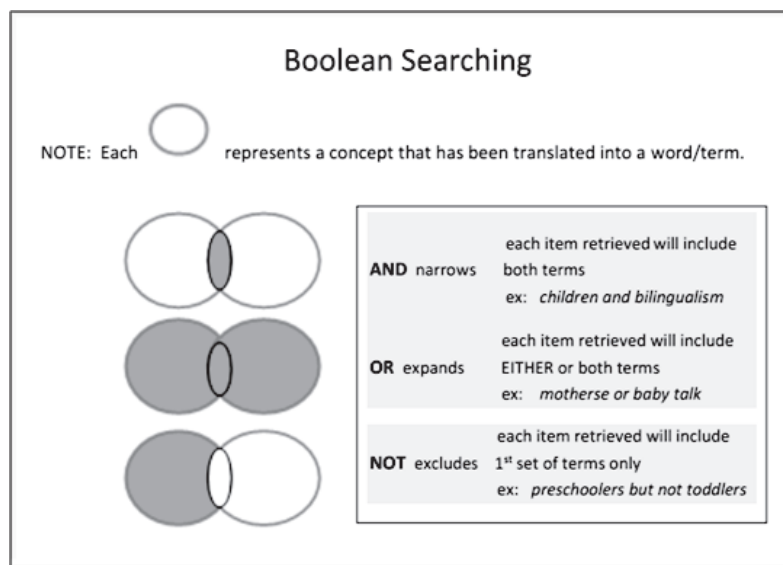 Boolean Searching
NOTE: Each represents a concept that has been translated into a word/term.
each item retrieved will include
AND narrows both terms
ex: children and bilingualism
each item retrieved will include
OR expands EITHER or both terms
ex: motherse or baby talk
each item retrieved will include
NOT excludes 1st set of terms only
ex: preschoolers but not toddlers